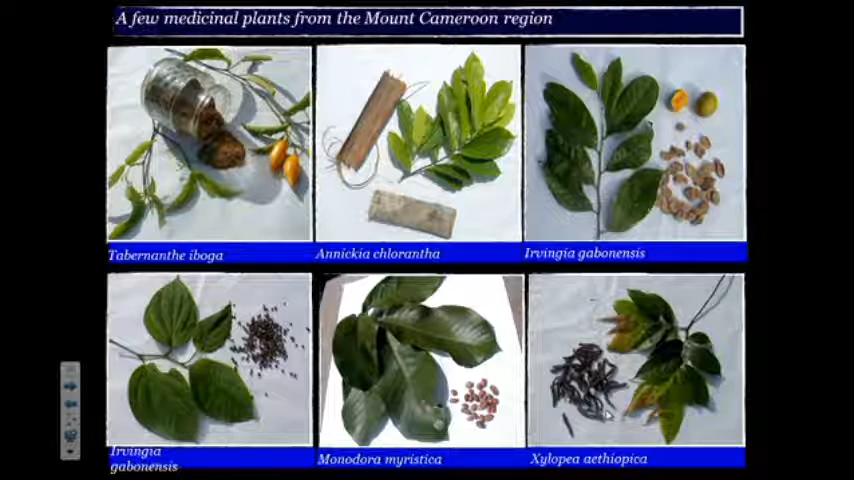 A few medicinal plants from the Mount Cameroon region
Tabernanthe iboga
Annickia chlorantha
Irvingia gabonensis
Irvingia
gabonensis
Monodora myristica
Xylopea aethiopica